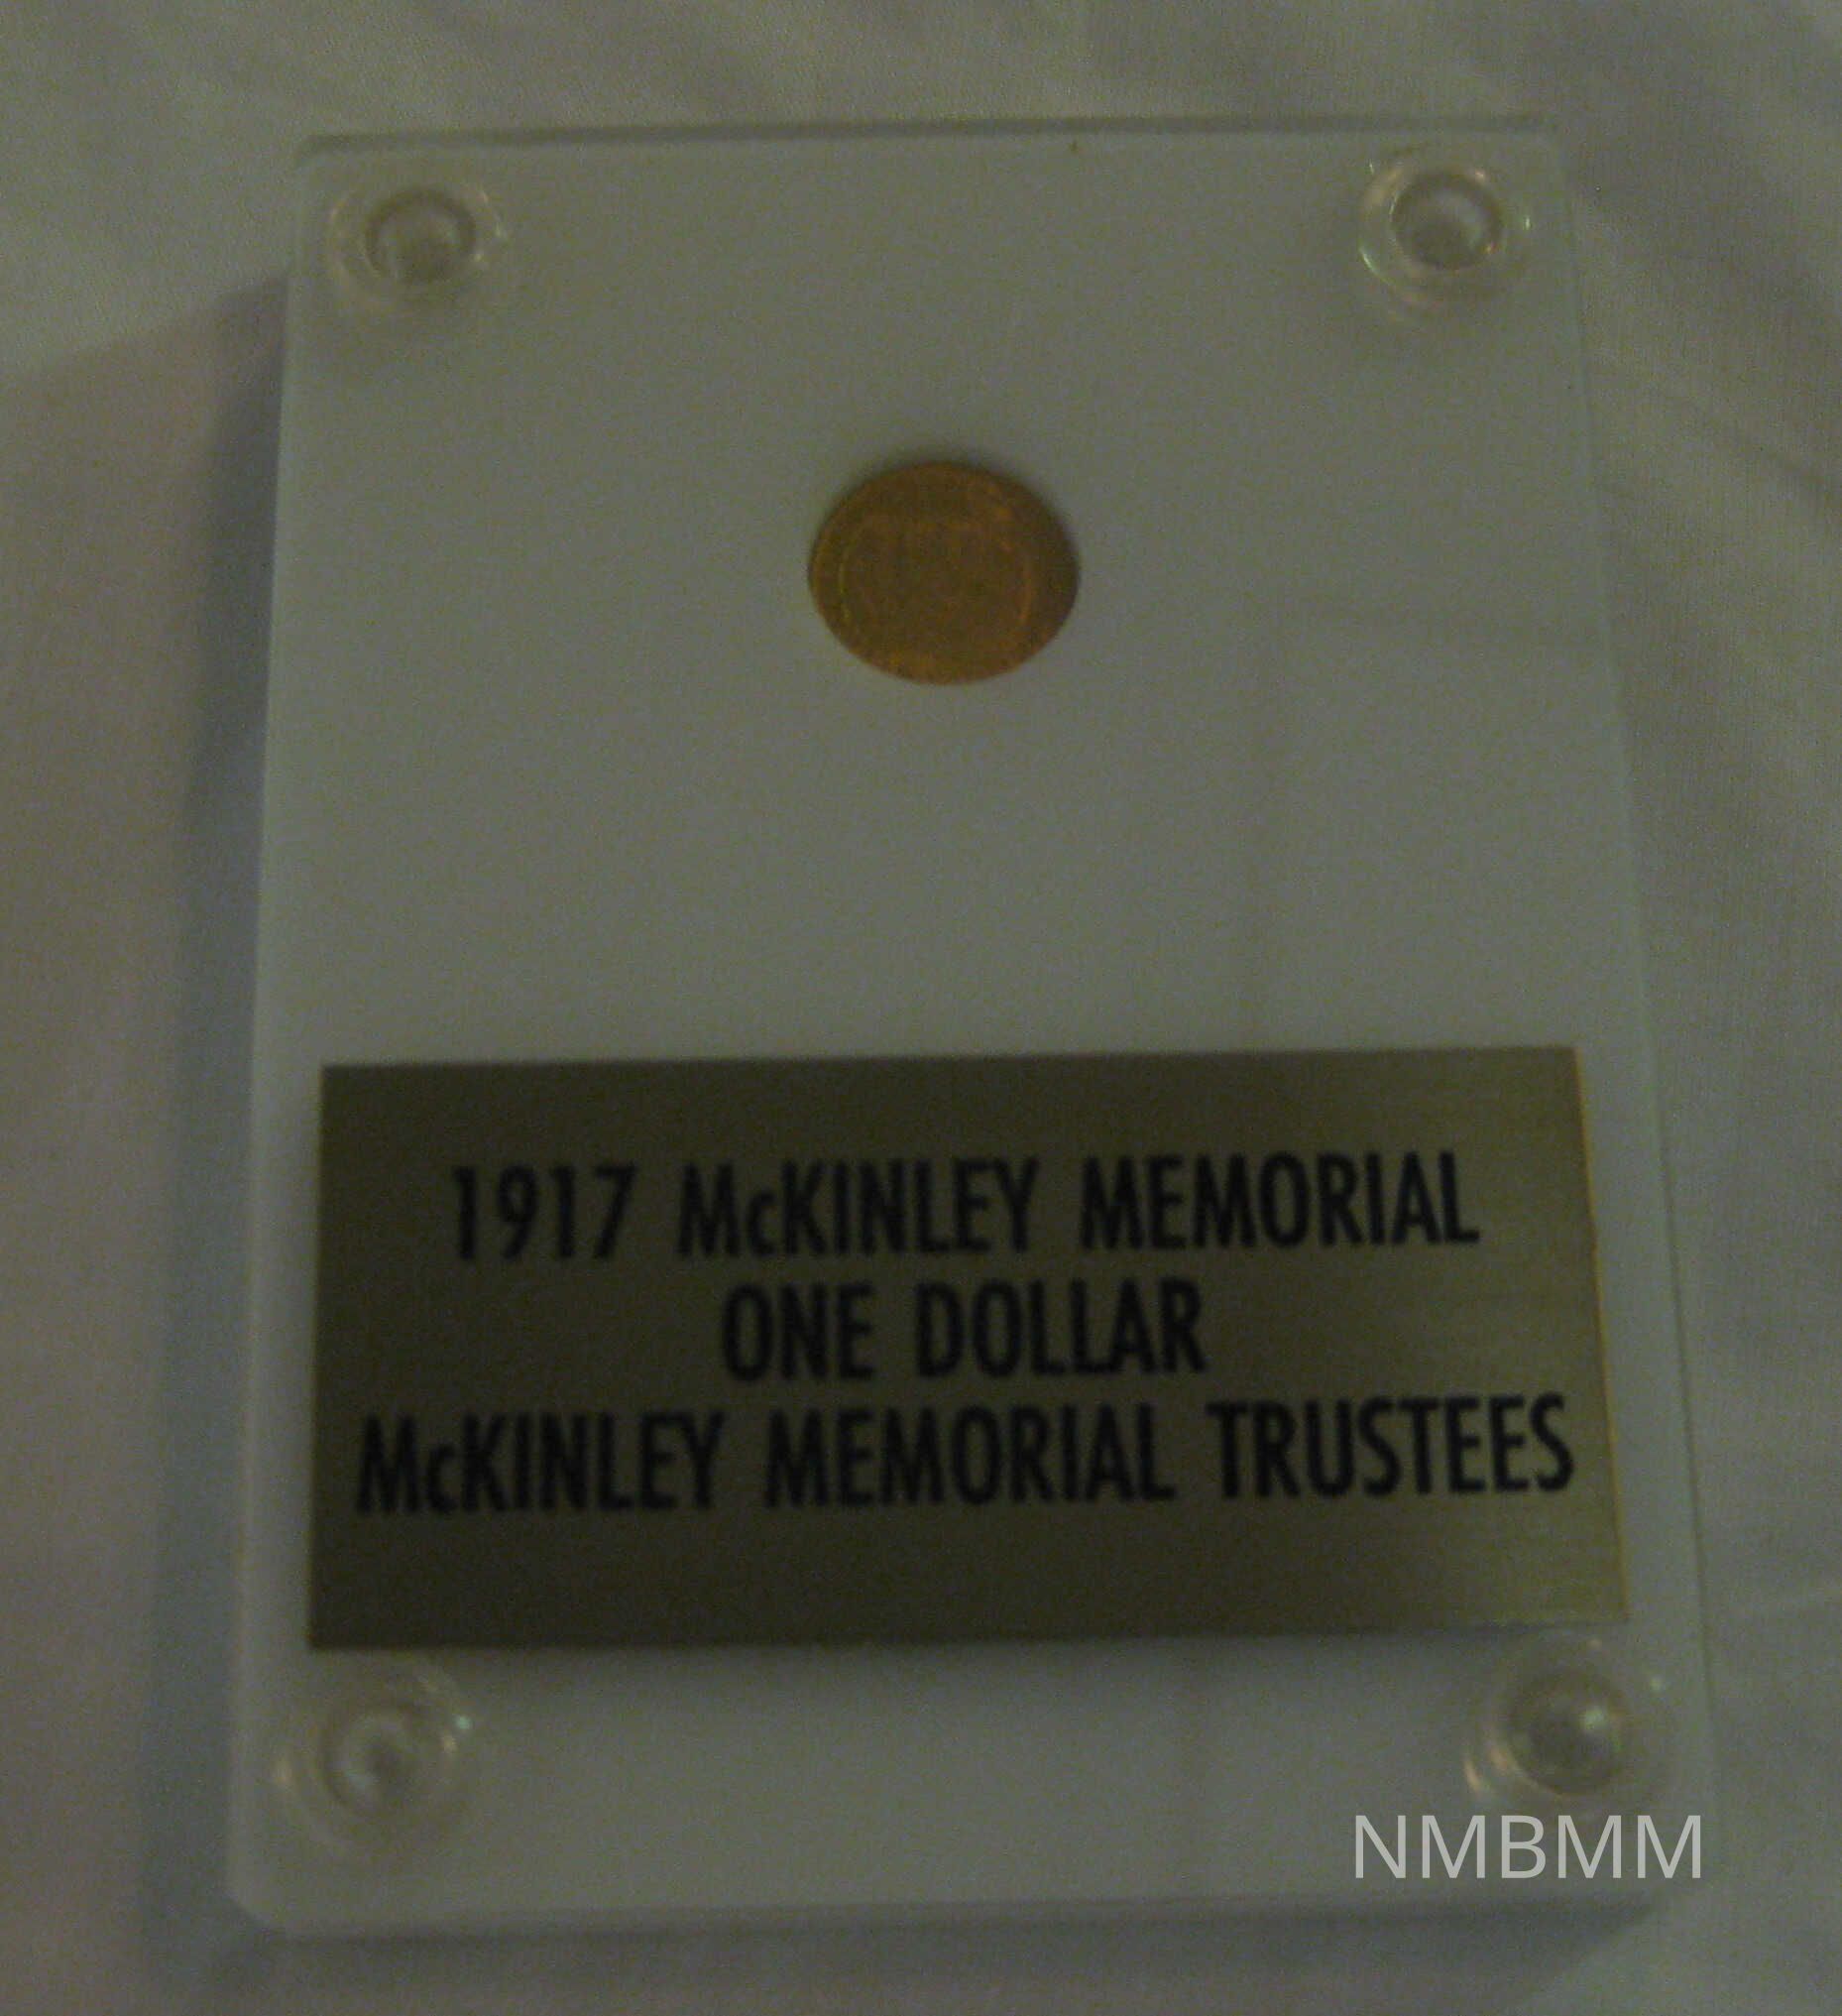 1917 McKINLEY MEMORIAL
ONE DOLLAR
McKINLEY MEMORIAL TRUSTEES
NMBMM